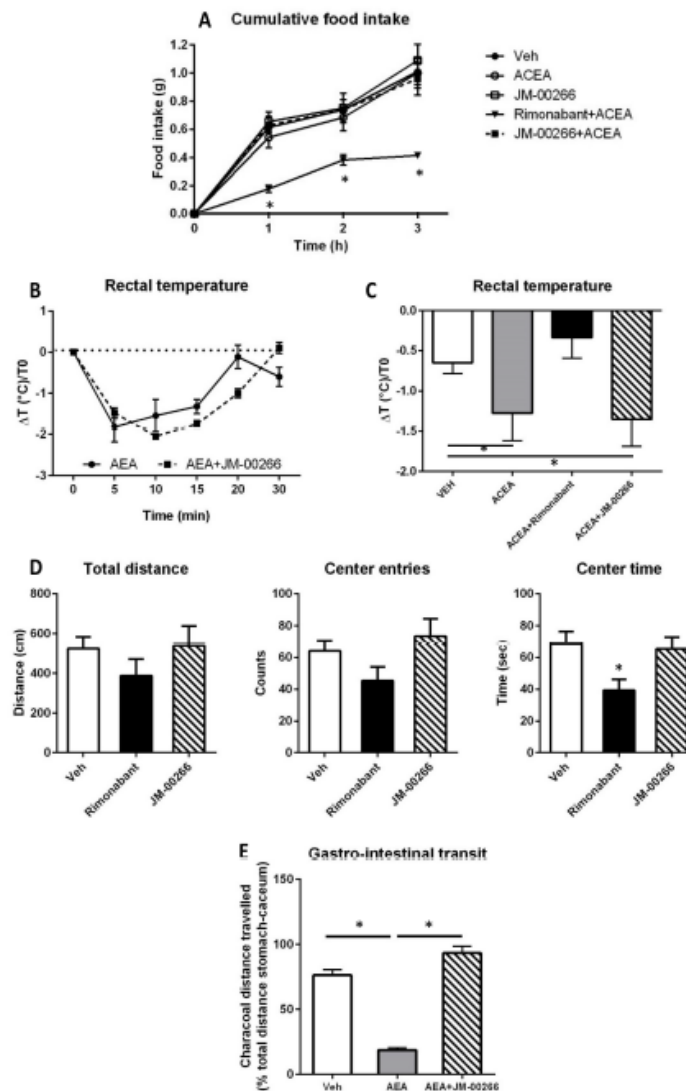 A Cumulative food intake
Food intake (g)
1.2
1.0
0.8
0.6
0.4
0.2
0.0
0 1 2 3
Time (h)
* * *
Veh
ACEA
JM-00266
Rimonabant+ACEA
JM-00266+ACEA
B Rectal temperature
ΔT (°C)/T0
1
0
-1
-2
-3
AEA AEA+JM-00266
0 5 10 15 20 30
Time (min)
C Rectal temperature
ΔT (°C)/T0
0.0
-0.5
-1.0
-1.5
-2.0
*
*
VEH
ACEA
ACEA+Rimonabant
ACEA+JM-00266
D Total distance
Distance (cm)
800
600
400
200
0
Veh
Rimonabant
JM-00266
Center entries
Counts
100
80
60
40
20
0
Veh
Rimonabant
JM-00266
Center time
Time (sec)
100
80
60
40
20
0
*
Veh
Rimonabant
JM-00266
E Gastro-intestinal transit
Characoal distance travelled
(% total distance stomach-caceum)
150
100
50
0
* *
Veh AEA AEA+JM-00266